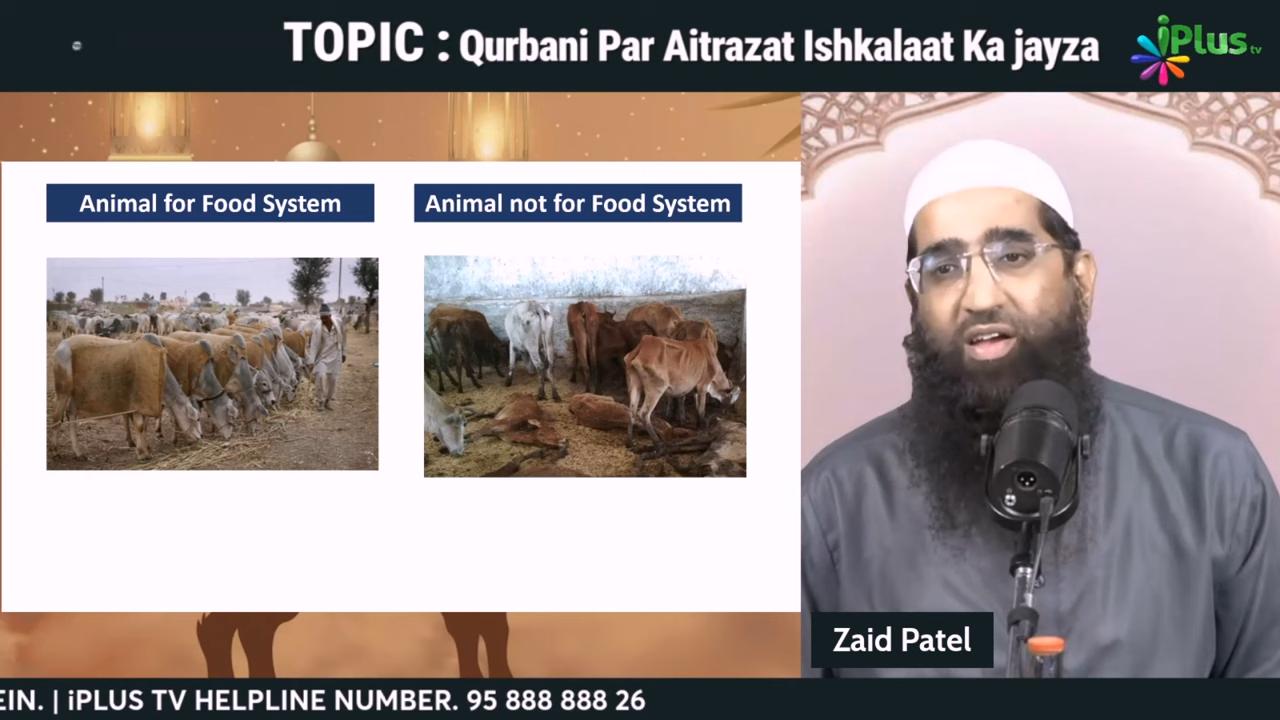 TOPIC : Qurbani Par Aitrazat Ishkalaat Ka jayza
iPlus tv
Animal for Food System
Animal not for Food System
Zaid Patel
EIN. | iPLUS TV HELPLINE NUMBER. 95 888 888 26